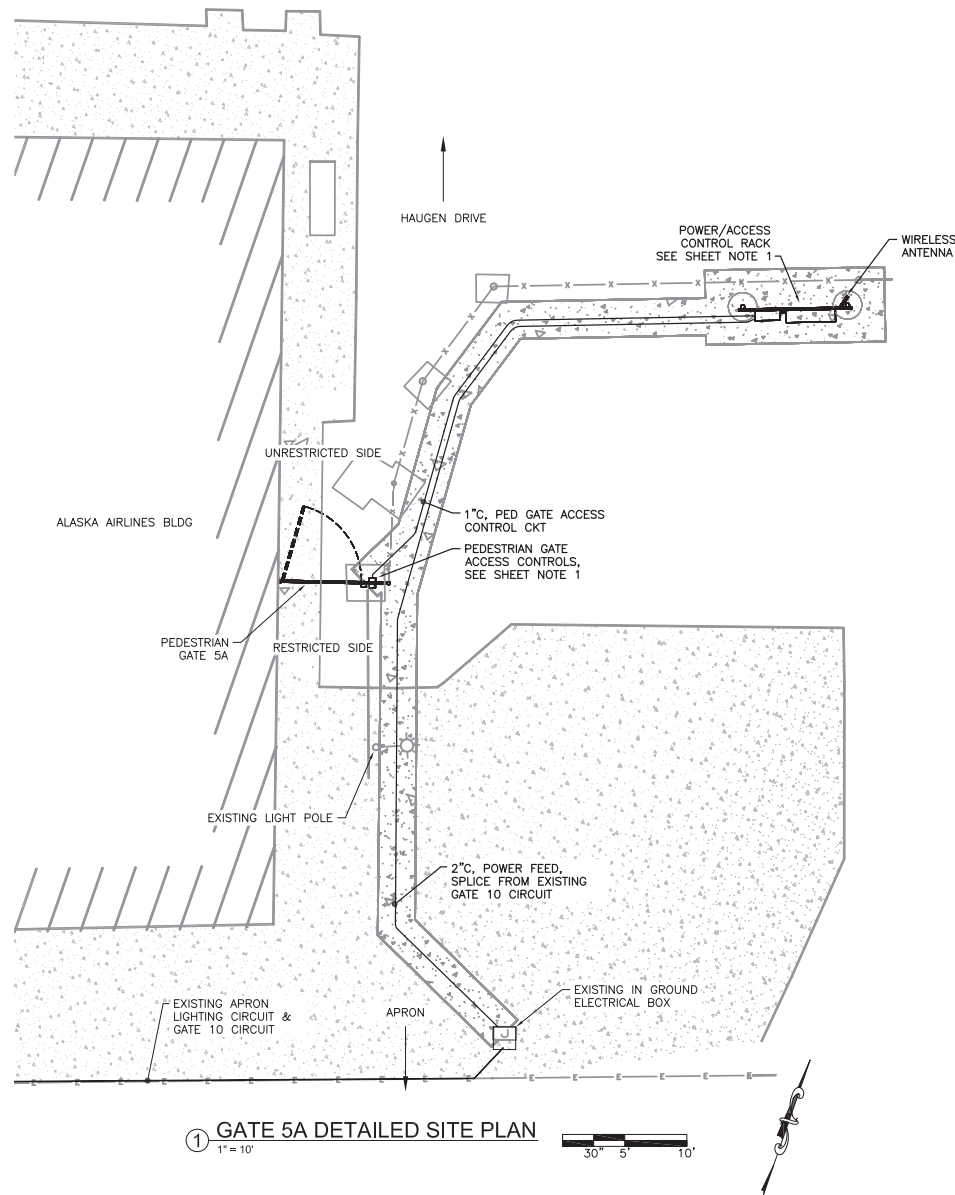 HAUGEN DRIVE
POWER/ACCESS
CONTROL RACK
SEE SHEET NOTE 1
WIRELESS
ANTENNA
UNRESTRICTED SIDE
ALASKA AIRLINES BLDG
1"C, PED GATE ACCESS
CONTROL CKT
PEDESTRIAN GATE
ACCESS CONTROLS,
SEE SHEET NOTE 1
PEDESTRIAN
GATE 5A
RESTRICTED SIDE
EXISTING LIGHT POLE
2"C, POWER FEED,
SPLICE FROM EXISTING
GATE 10 CIRCUIT
EXISTING IN GROUND
ELECTRICAL BOX
J
EXISTING APRON
LIGHTING CIRCUIT &
GATE 10 CIRCUIT
APRON
E E E E E E E E E E E E E E E E
1 GATE 5A DETAILED SITE PLAN
1" = 10'
30" 5' 10'